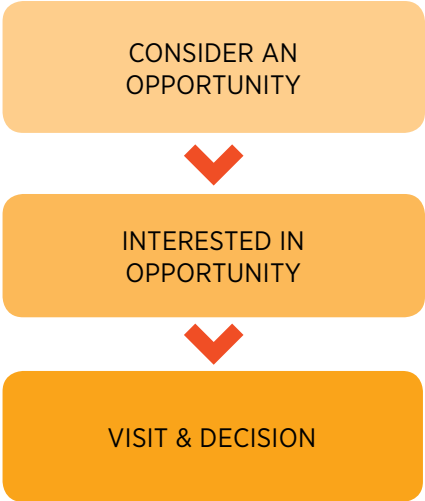 CONSIDER AN
OPPORTUNITY
INTERESTED IN
OPPORTUNITY
VISIT & DECISION